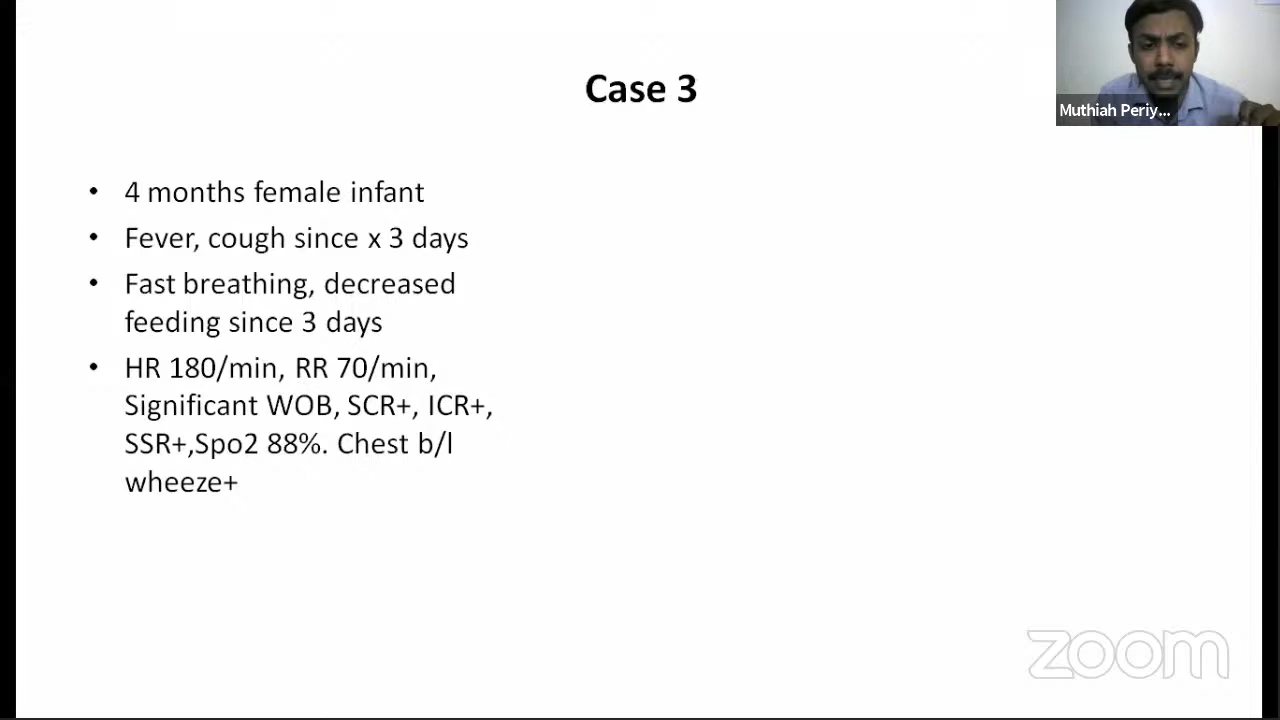 Case 3
Muthiah Periy...
• 4 months female infant
• Fever, cough since x 3 days
• Fast breathing, decreased
feeding since 3 days
• HR 180/min, RR 70/min,
Significant WOB, SCR+, ICR+,
SSR+,Spo2 88%. Chest b/l
wheeze+
zoom